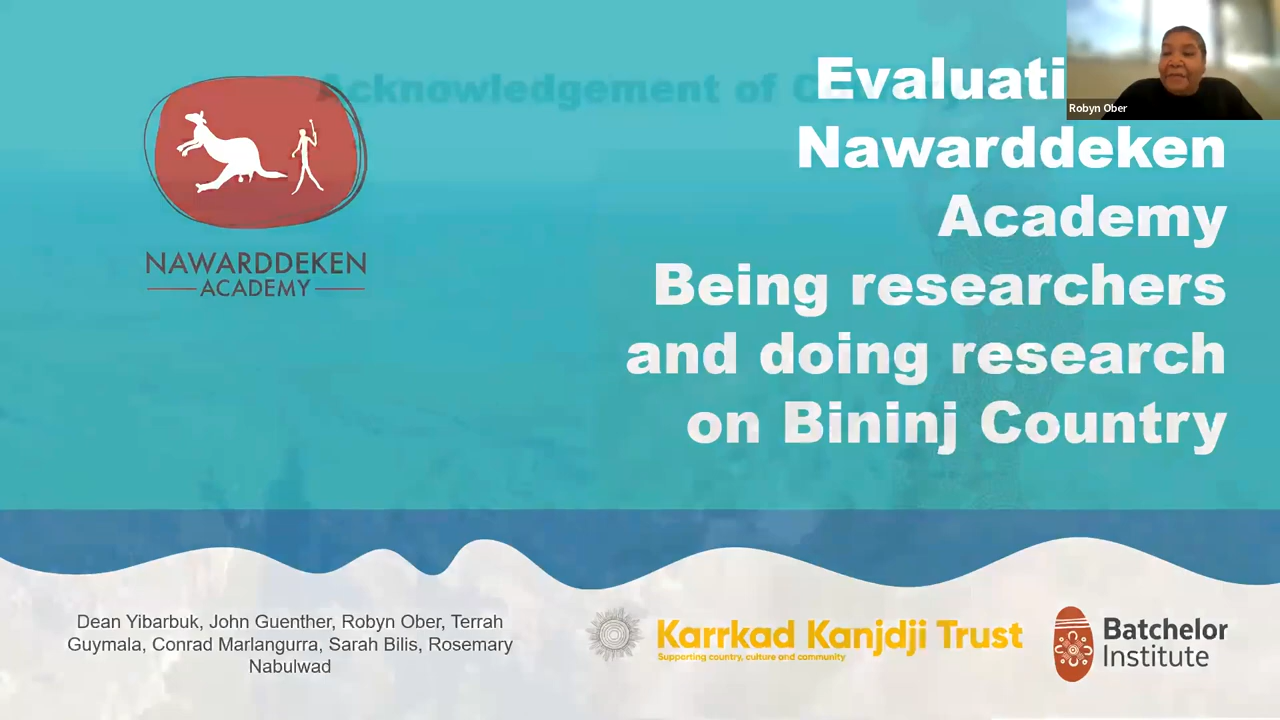 Acknowledgement of
Evaluati
Nawarddeken
Academy
Being researchers
and doing research
on Bininj Country
Robyn Ober
NAWARDDEKEN
ACADEMY
Dean Yibarbuk, John Guenther, Robyn Ober, Terrah
Guymala, Conrad Marlangurra, Sarah Bilis, Rosemary
Nabulwad
Karrkad Kanjdji Trust
Supporting country, culture and community
Batchelor
Institute